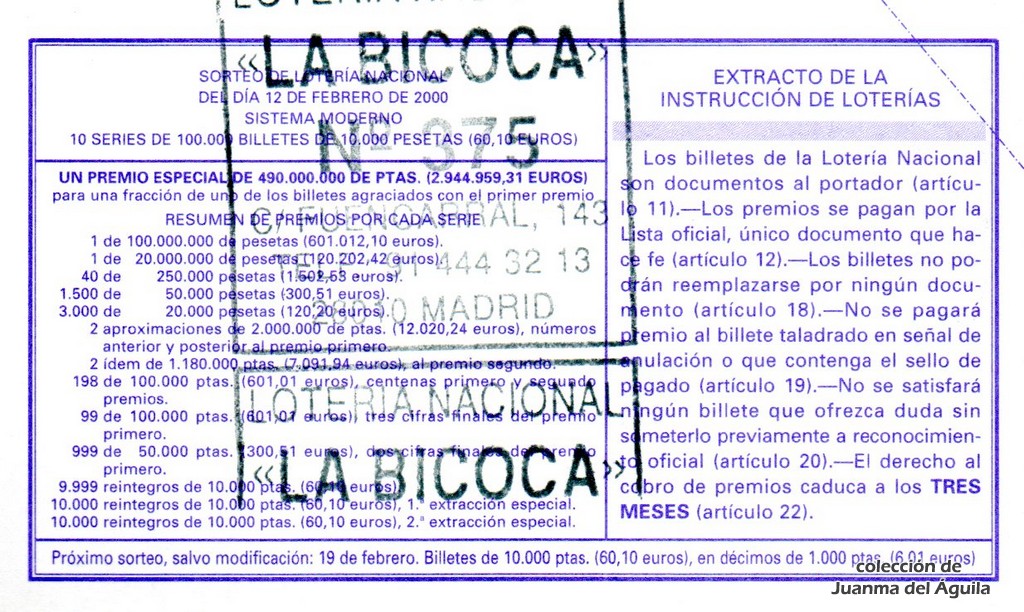 LOTERIA NACIONAL
«LA BICOCA»
Nº 375
C/ FUENCARRAL, 143
TELF. 91 444 32 13
28010 MADRID
LOTERIA NACIONAL
«LA BICOCA»
SORTEO DE LOTERÍA NACIONAL
DEL DÍA 12 DE FEBRERO DE 2000
SISTEMA MODERNO
10 SERIES DE 100.000 BILLETES DE 10.000 PESETAS (60,10 EUROS)
UN PREMIO ESPECIAL DE 490.000.000 DE PTAS. (2.944.959,31 EUROS)
para una fracción de uno de los billetes agraciados con el primer premio
RESUMEN DE PREMIOS POR CADA SERIE
1 de 100.000.000 de pesetas (601.012,10 euros).
1 de 20.000.000 de pesetas (120.202,42 euros).
40 de 250.000 pesetas (1.502,53 euros).
1.500 de 50.000 pesetas (300,51 euros).
3.000 de 20.000 pesetas (120,20 euros).
2 aproximaciones de 2.000.000 de ptas. (12.020,24 euros), números
anterior y posterior al premio primero.
2 ídem de 1.180.000 ptas. (7.091,94 euros), al premio segundo.
198 de 100.000 ptas. (601,01 euros), centenas primero y segundo
premios.
99 de 100.000 ptas. (601,01 euros), tres cifras finales del premio
primero.
999 de 50.000 ptas. (300,51 euros), dos cifras finales del premio
primero.
9.999 reintegros de 10.000 ptas. (60,10 euros).
10.000 reintegros de 10.000 ptas. (60,10 euros), 1.ª extracción especial.
10.000 reintegros de 10.000 ptas. (60,10 euros), 2.ª extracción especial.
EXTRACTO DE LA
INSTRUCCIÓN DE LOTERÍAS
Los billetes de la Lotería Nacional
son documentos al portador (artícu-
lo 11).—Los premios se pagan por la
Lista oficial, único documento que ha-
ce fe (artículo 12).—Los billetes no po-
drán reemplazarse por ningún docu-
mento (artículo 18).—No se pagará
premio al billete taladrado en señal de
anulación o que contenga el sello de
pagado (artículo 19).—No se satisfará
ningún billete que ofrezca duda sin
someterlo previamente a reconocimien-
to oficial (artículo 20).—El derecho al
cobro de premios caduca a los TRES
MESES (artículo 22).
Próximo sorteo, salvo modificación: 19 de febrero. Billetes de 10.000 ptas. (60,10 euros), en décimos de 1.000 ptas. (6,01 euros)
colección de
Juanma del Águila